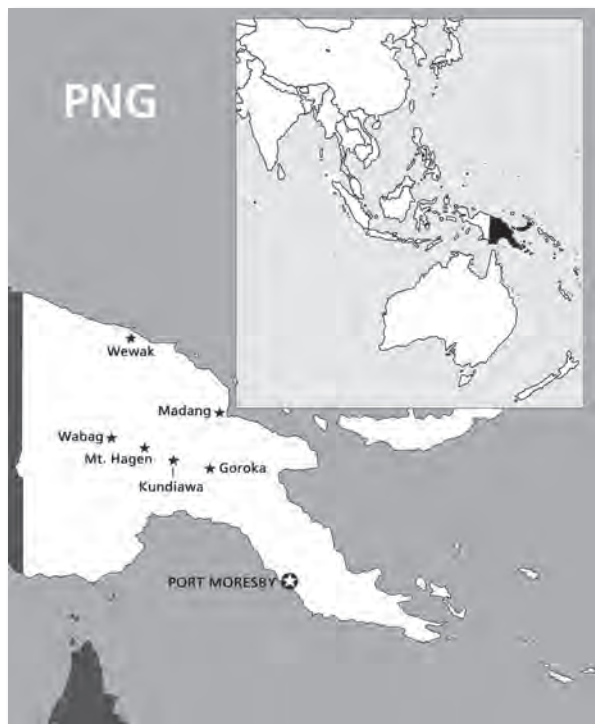 PNG
Wewak
Madang
Wabag
Mt. Hagen
Goroka
Kundiawa
PORT MORESBY